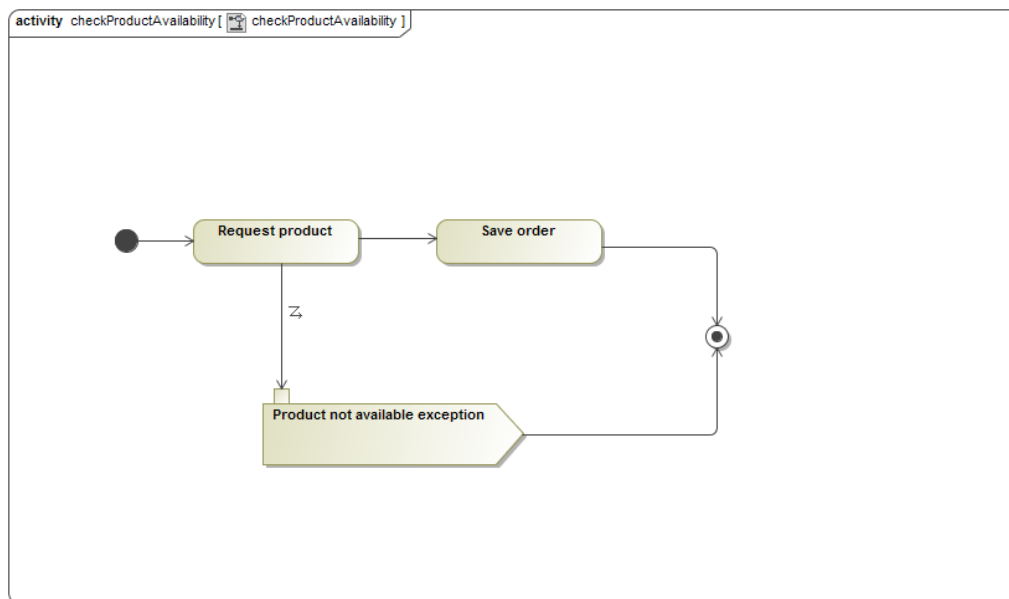 activity checkProductAvailability [ checkProductAvailability ]
Request product
Save order
Product not available exception